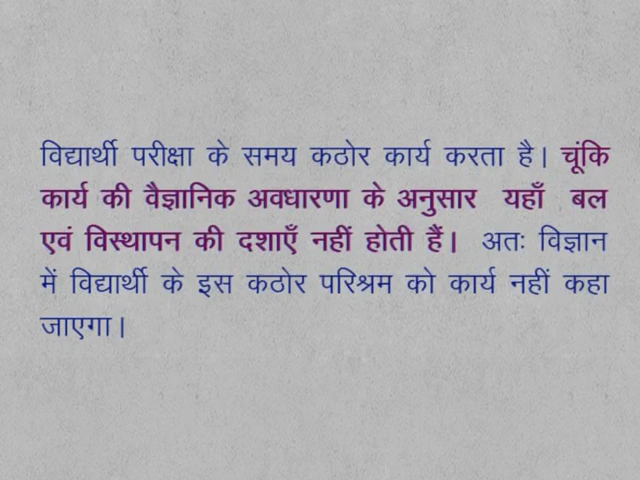 विद्यार्थी परीक्षा के समय कठोर कार्य करता है। चूंकि
कार्य की वैज्ञानिक अवधारणा के अनुसार यहाँ बल
एवं विस्थापन की दशाएँ नहीं होती हैं। अतः विज्ञान
में विद्यार्थी के इस कठोर परिश्रम को कार्य नहीं कहा
जाएगा।